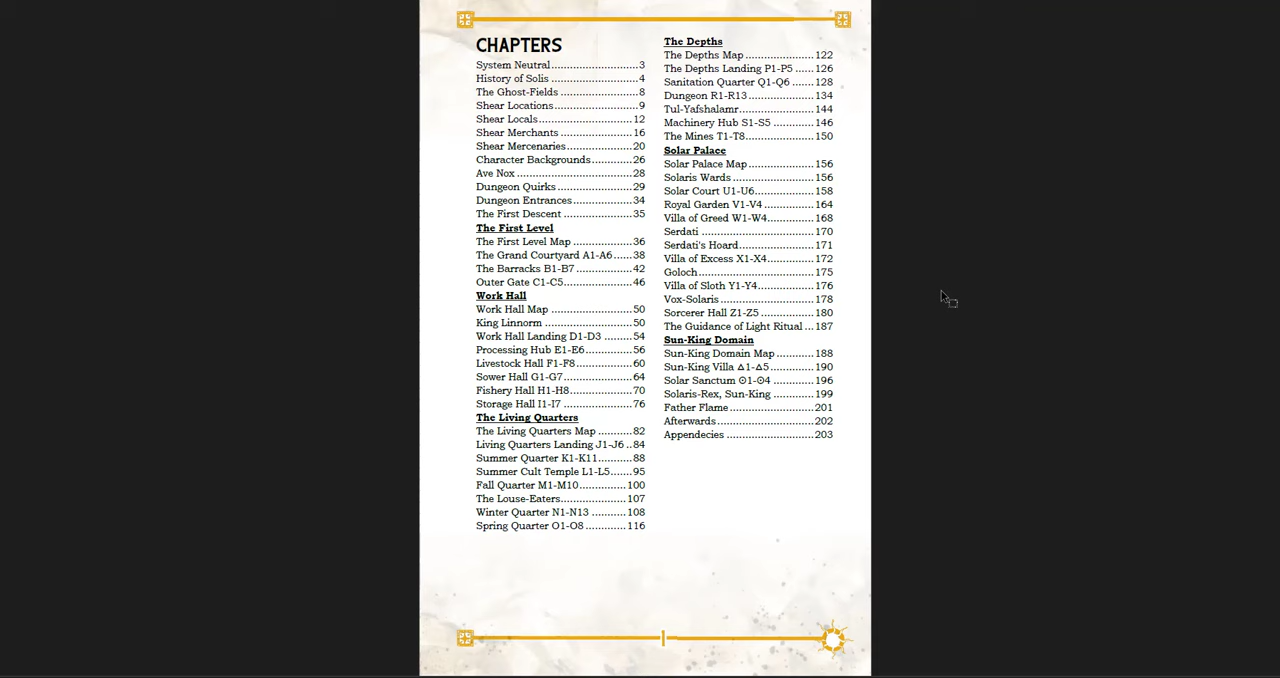 CHAPTERS
System Neutral..........................3
History of Solis ..........................4
The Ghost-Fields ........................8
Shear Locations..........................9
Shear Locals............................12
Shear Merchants ......................16
Shear Mercenaries....................20
Character Backgrounds............26
Ave Nox ...................................28
Dungeon Quirks.......................29
Dungeon Entrances..................34
The First Descent .....................35
The First Level
The First Level Map ..................36
The Grand Courtyard A1-A6......38
The Barracks B1-B7.................42
Outer Gate C1-C5.....................46
Work Hall
Work Hall Map .........................50
King Linnorm ..........................50
Work Hall Landing D1-D3 .........54
Processing Hub E1-E6..............56
Livestock Hall F1-F8.................60
Sower Hall G1-G7.....................64
Fishery Hall H1-H8...................70
Storage Hall I1-I7 .....................76
The Living Quarters
The Living Quarters Map ..........82
Living Quarters Landing J1-J6 ..84
Summer Quarter K1-K11..........88
Summer Cult Temple L1-L5.......95
Fall Quarter M1-M10..............100
The Louse-Eaters....................107
Winter Quarter N1-N13 ..........108
Spring Quarter O1-O8 ............116
The Depths
The Depths Map .....................122
The Depths Landing P1-P5 ......126
Sanitation Quarter Q1-Q6 ......128
Dungeon R1-R13....................134
Tul-Yafshalamr.......................144
Machinery Hub S1-S5 ............146
The Mines T1-T8.....................150
Solar Palace
Solar Palace Map....................156
Solaris Wards ........................156
Solar Court U1-U6..................158
Royal Garden V1-V4 ...............164
Villa of Greed W1-W4..............168
Serdati ..................................170
Serdati's Hoard.......................171
Villa of Excess X1-X4..............172
Goloch...................................175
Villa of Sloth Y1-Y4.................176
Vox-Solaris ............................178
Sorcerer Hall Z1-Z5 ................180
The Guidance of Light Ritual ...187
Sun-King Domain
Sun-King Domain Map ...........188
Sun-King Villa Δ1-Δ5..............190
Solar Sanctum ʘ1-ʘ4 ............196
Solaris-Rex, Sun-King ............199
Father Flame..........................201
Afterwards.............................202
Appendecies ..........................203